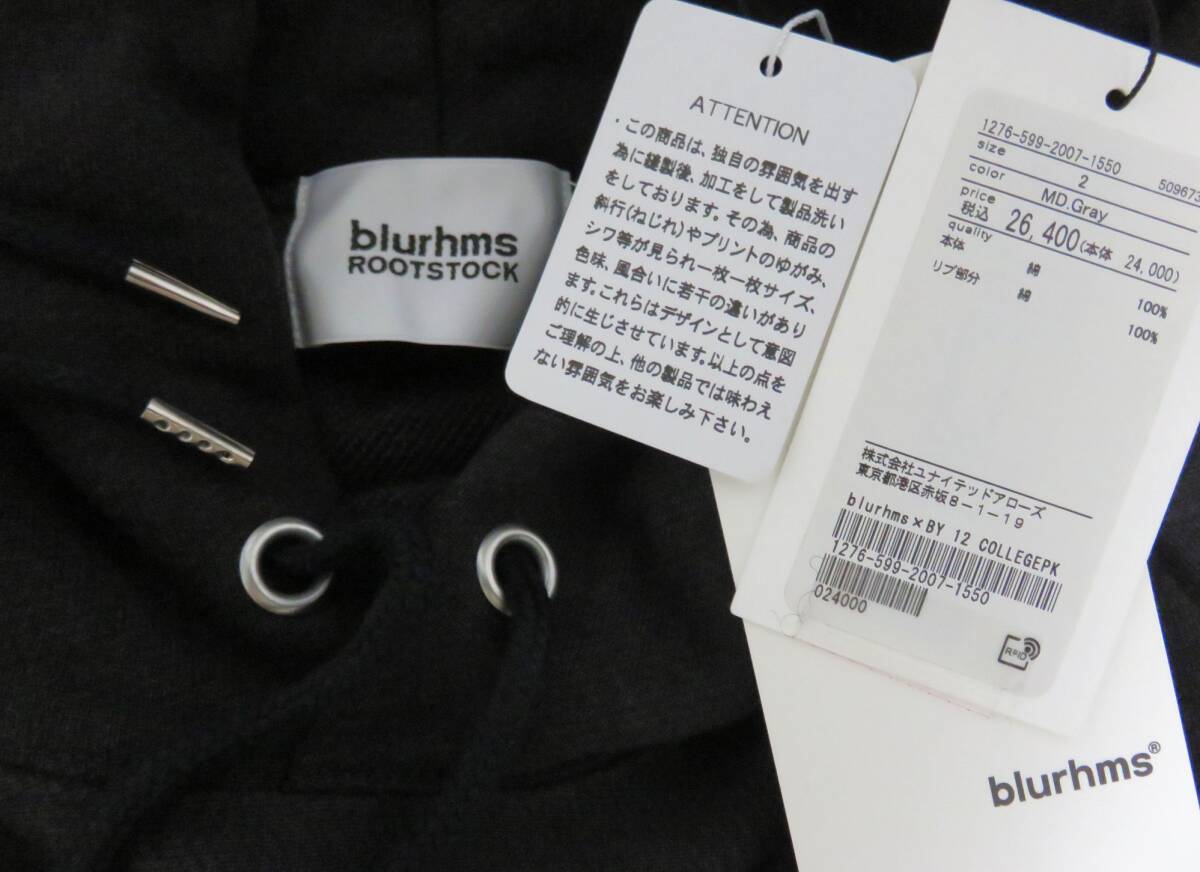 blurhms
ROOTSTOCK
ATTENTION
・この商品は、独自の雰囲気を出す
為に縫製後、加工をして製品洗い
をしております。その為、商品の
斜行(ねじれ)やプリントのゆがみ、
シワ等が見られ一枚一枚サイズ、
色味、風合いに若干の違いがあり
ます。これらはデザインとして意図
的に生じさせています。以上の点を
ご理解の上、他の製品では味わえ
ない雰囲気をお楽しみ下さい。
1276-599-2007-1550
size 2 509673
color MD.Gray
price
税込 26,400(本体 24,000)
quality
本体 綿 100%
リブ部分 綿 100%
株式会社ユナイテッドアローズ
東京都港区赤坂8-1-19
blurhms×BY 12 COLLEGEPK
1276-599-2007-1550
024000
RFID
blurhms®